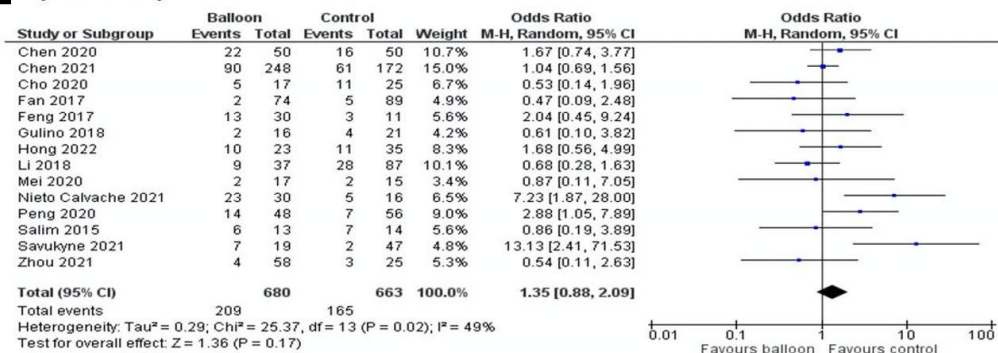 Balloon Control Odds Ratio Odds Ratio
Study or Subgroup Events Total Events Total Weight M-H, Random, 95% CI M-H, Random, 95% CI
Chen 2020 22 50 16 50 10.7% 1.67 [0.74, 3.77]
Chen 2021 90 248 61 172 15.0% 1.04 [0.69, 1.56]
Cho 2020 5 17 11 25 6.7% 0.53 [0.14, 1.96]
Fan 2017 2 74 5 89 4.9% 0.47 [0.09, 2.48]
Feng 2017 13 30 3 11 5.6% 2.04 [0.45, 9.24]
Gulino 2018 2 16 4 21 4.2% 0.61 [0.10, 3.82]
Hong 2022 10 23 11 35 8.3% 1.68 [0.56, 4.99]
Li 2018 9 37 28 87 10.1% 0.68 [0.28, 1.63]
Mei 2020 2 17 2 15 3.4% 0.87 [0.11, 7.05]
Nieto Calvache 2021 23 30 5 16 6.5% 7.23 [1.87, 28.00]
Peng 2020 14 48 7 56 9.0% 2.88 [1.05, 7.89]
Salim 2015 6 13 7 14 5.6% 0.86 [0.19, 3.89]
Savukyne 2021 7 19 2 47 4.8% 13.13 [2.41, 71.53]
Zhou 2021 4 58 3 25 5.3% 0.54 [0.11, 2.63]
Total (95% CI) 680 663 100.0% 1.35 [0.88, 2.09]
Total events 209 165
Heterogeneity: Tau² = 0.29; Chi² = 25.37, df = 13 (P = 0.02); I² = 49%
Test for overall effect: Z = 1.36 (P = 0.17)
0.01 0.1 1 10 100
Favours balloon Favours control